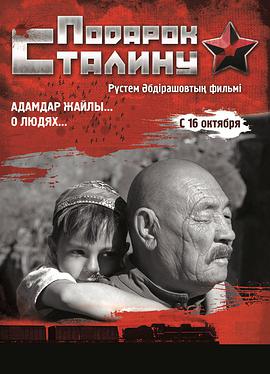 ПОДАРОК
СТАЛИНУ
Рүстем Әбдірашовтың фильмі
АДАМДАР ЖАЙЛЫ...
О ЛЮДЯХ...
С 16 октября